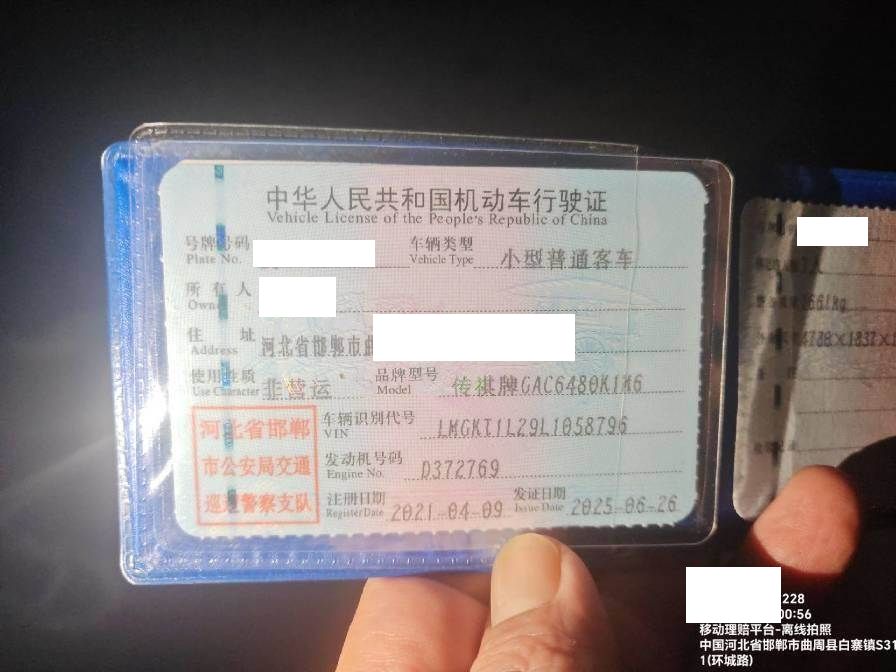 中华人民共和国机动车行驶证
Vehicle License of the People's Republic of China
号牌号码
Plate No.
车辆类型 小型普通客车
Vehicle Type
所有人
Owner
住址 河北省邯郸市曲
Address
使用性质 非营运
Use Character
品牌型号 传祺牌GAC6480K1M6
Model
河北省邯郸
市公安局交通
巡逻警察支队
车辆识别代号 LMGKT1L29L1058796
VIN
发动机号码 D372769
Engine No.
注册日期 2021-04-09
Register Date
发证日期 2025-06-26
Issue Date
1228
00:56
移动理赔平台-离线拍照
中国河北省邯郸市曲周县白寨镇S31
1(环城路)